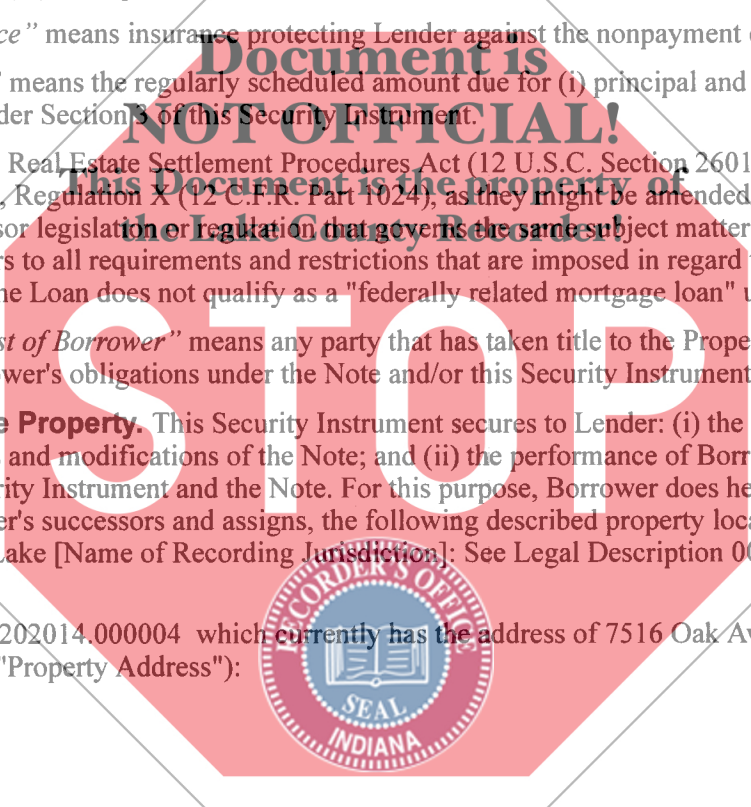 ce” means insurance protecting Lender against the nonpayment
Document is
” means the regularly scheduled amount due for (i) principal and
der Section 3 of this Security Instrument.
NOT OFFICIAL!
Real Estate Settlement Procedures Act (12 U.S.C. Section 2601
This Document is the property of
, Regulation X (12 C.F.R. Part 1024), as they might be amended
the Lake County Recorder!
sor legislation or regulation that governs the same subject matter
rs to all requirements and restrictions that are imposed in regard
he Loan does not qualify as a "federally related mortgage loan" u
STOP
st of Borrower” means any party that has taken title to the Prope
ower's obligations under the Note and/or this Security Instrument
e Property. This Security Instrument secures to Lender: (i) the
s and modifications of the Note; and (ii) the performance of Borr
rity Instrument and the Note. For this purpose, Borrower does he
er's successors and assigns, the following described property loca
Lake [Name of Recording Jurisdiction]: See Legal Description 00
RECORDER'S OFFICE
202014.000004 which currently has the address of 7516 Oak Av
"Property Address"):
SEAL
INDIANA